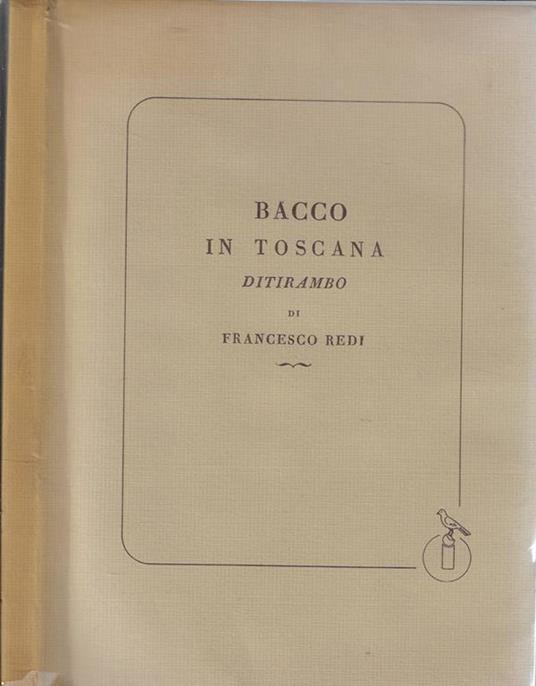 BACCO
IN TOSCANA
DITIRAMBO
DI
FRANCESCO REDI